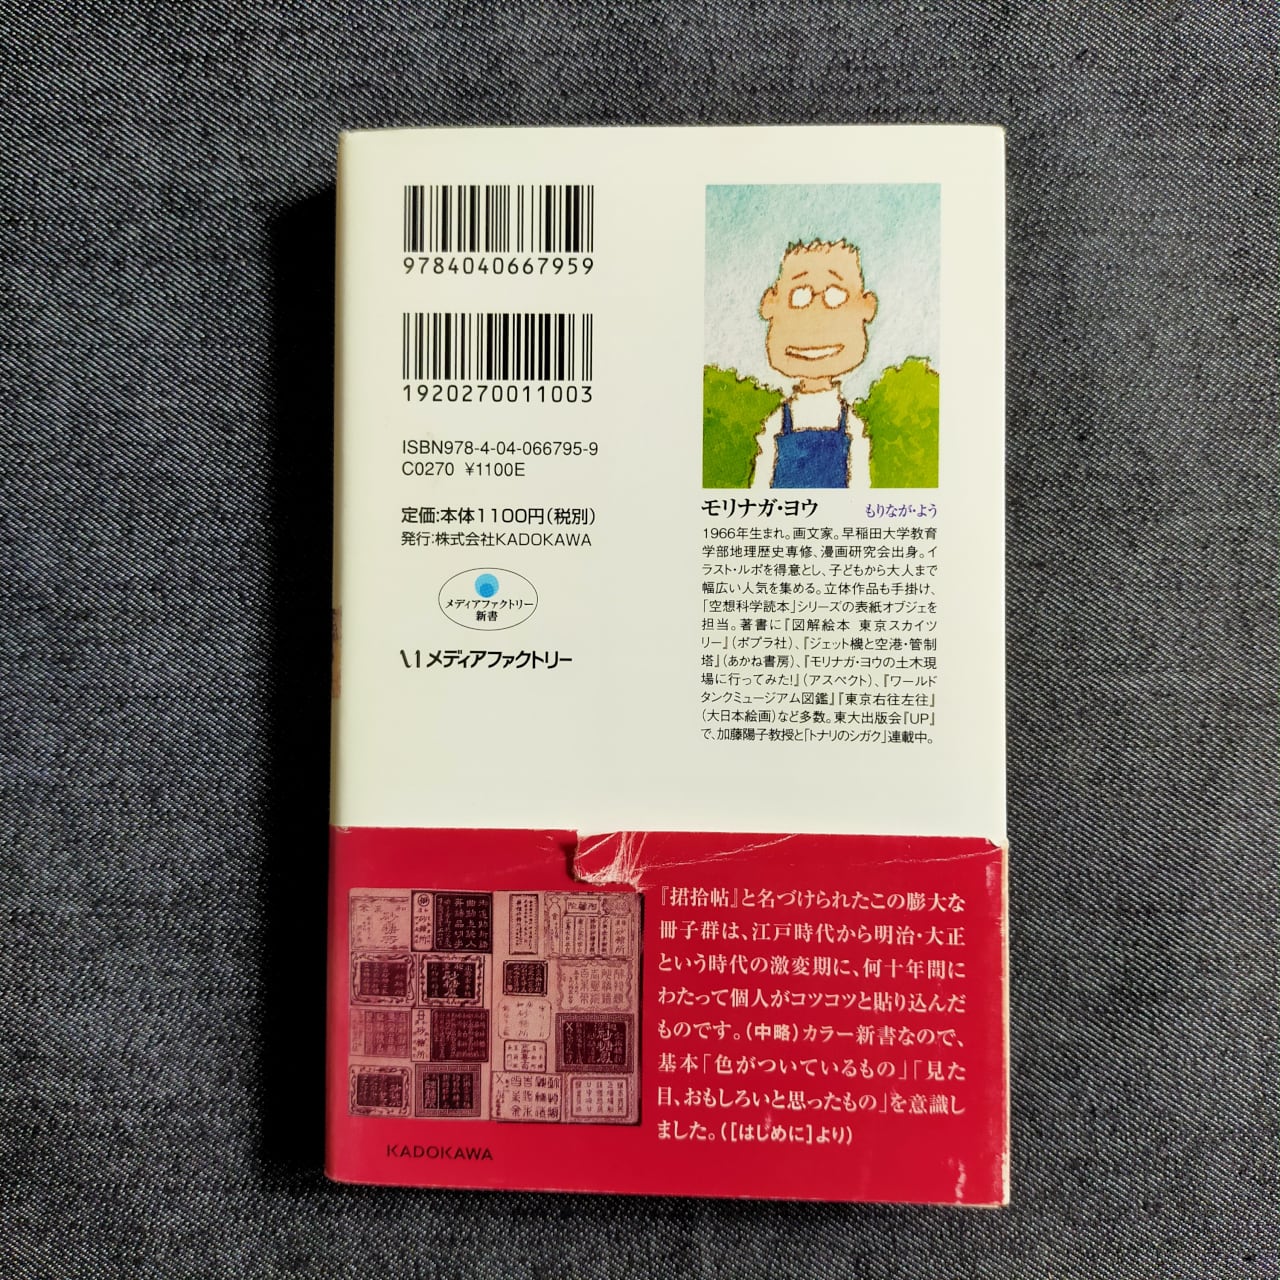 9784040667959
1920270011003
ISBN978-4-04-066795-9
C0270 ¥1100E
定価:本体1100円(税別)
発行:株式会社KADOKAWA
メディアファクトリー
新書
メディアファクトリー
モリナガ・ヨウ もりなが・よう
1966年生まれ。画文家。早稲田大学教育
学部地理歴史専修、漫画研究会出身。イ
ラスト・ルポを得意とし、子どもから大人まで
幅広い人気を集める。立体作品も手掛け、
「空想科学読本」シリーズの表紙オブジェを
担当。著書に『図解絵本 東京スカイツ
リー』(ポプラ社)、『ジェット機と空港・管制
塔』(あかね書房)、『モリナガ・ヨウの土木現
場に行ってみた!』(アスペクト)、『ワールド
タンクミュージアム図鑑』『東京右往左往』
(大日本絵画)など多数。東大出版会『UP』
で、加藤陽子教授と「トナリのシガク」連載中。
『捃拾帖』と名づけられたこの膨大な
冊子群は、江戸時代から明治・大正
という時代の激変期に、何十年間に
わたって個人がコツコツと貼り込んだ
ものです。(中略)カラー新書なので、
基本「色がついているもの」「見た
目、おもしろいと思ったもの」を意識し
ました。([はじめに]より)
KADOKAWA